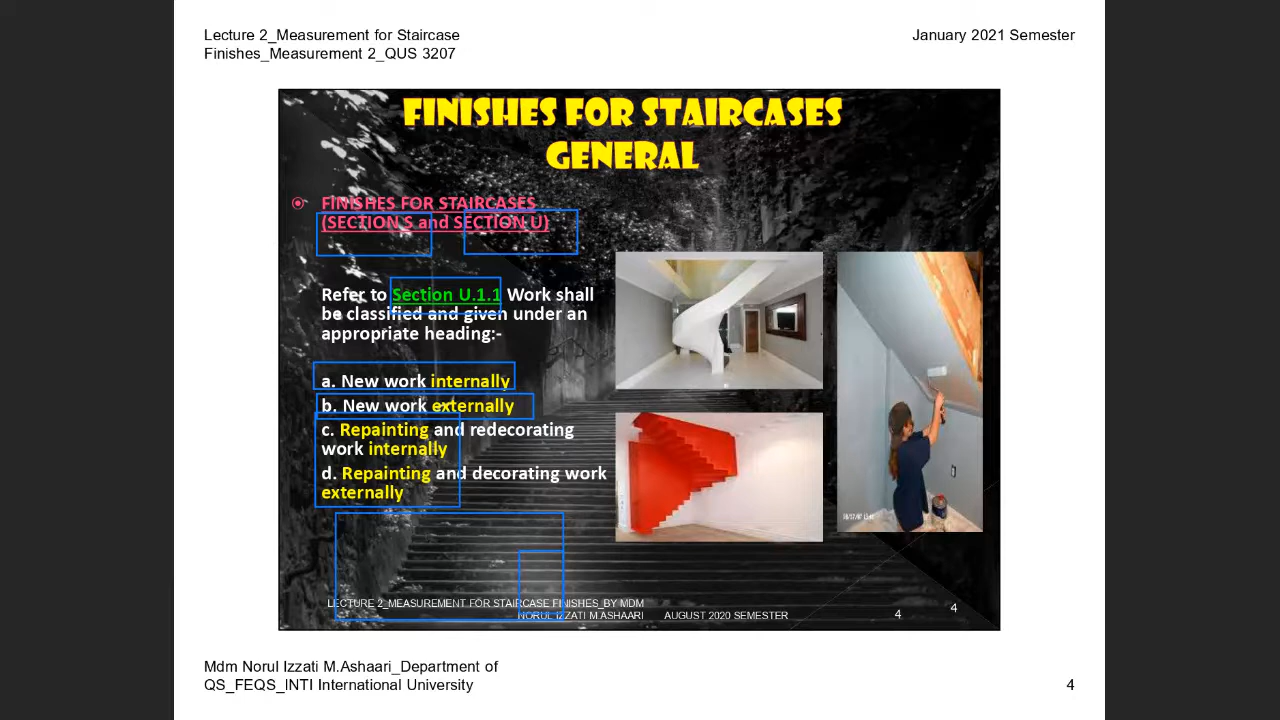 Lecture 2_Measurement for Staircase
Finishes_Measurement 2_QUS 3207
January 2021 Semester
FINISHES FOR STAIRCASES
GENERAL
FINISHES FOR STAIRCASES
(SECTION S and SECTION U)
Refer to Section U.1.1 Work shall
be classified and given under an
appropriate heading:-
a. New work internally
b. New work externally
c. Repainting and redecorating
work internally
d. Repainting and decorating work
externally
LECTURE 2_MEASUREMENT FOR STAIRCASE FINISHES_BY MDM
NORUL IZZATI M.ASHAARI
AUGUST 2020 SEMESTER
4
4
Mdm Norul Izzati M.Ashaari_Department of
QS_FEQS_INTI International University
4